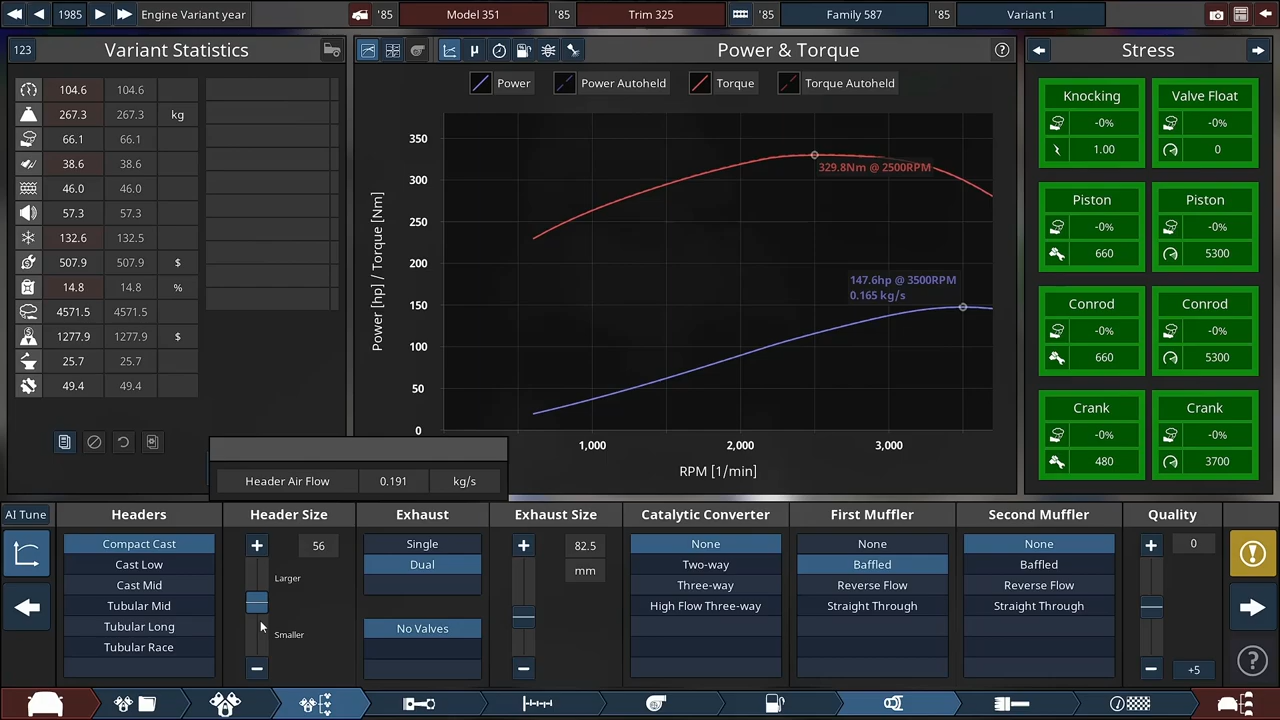 1985
Engine Variant year
'85
Model 351
'85
Trim 325
'85
Family 587
'85
Variant 1
123
Variant Statistics
104.6 104.6
267.3 267.3 kg
66.1 66.1
38.6 38.6
46.0 46.0
57.3 57.3
132.6 132.5
507.9 507.9 $
14.8 14.8 %
4571.5 4571.5
1277.9 1277.9 $
25.7 25.7
49.4 49.4
Power & Torque
?
Power
Power Autoheld
Torque
Torque Autoheld
Power [hp] / Torque [Nm]
350
300
250
200
150
100
50
0
329.8Nm @ 2500RPM
147.6hp @ 3500RPM
0.165 kg/s
1,000
2,000
3,000
RPM [1/min]
Stress
Knocking
-0%
1.00
Valve Float
-0%
0
Piston
-0%
660
Piston
-0%
5300
Conrod
-0%
660
Conrod
-0%
5300
Crank
-0%
480
Crank
-0%
3700
Header Air Flow 0.191 kg/s
AI Tune
Headers
Compact Cast
Cast Low
Cast Mid
Tubular Mid
Tubular Long
Tubular Race
Header Size
+ 56
Larger
Smaller
-
Exhaust
Single
Dual
No Valves
Exhaust Size
+ 82.5
mm
-
Catalytic Converter
None
Two-way
Three-way
High Flow Three-way
First Muffler
None
Baffled
Reverse Flow
Straight Through
Second Muffler
None
Baffled
Reverse Flow
Straight Through
Quality
+ 0
- +5
!
?